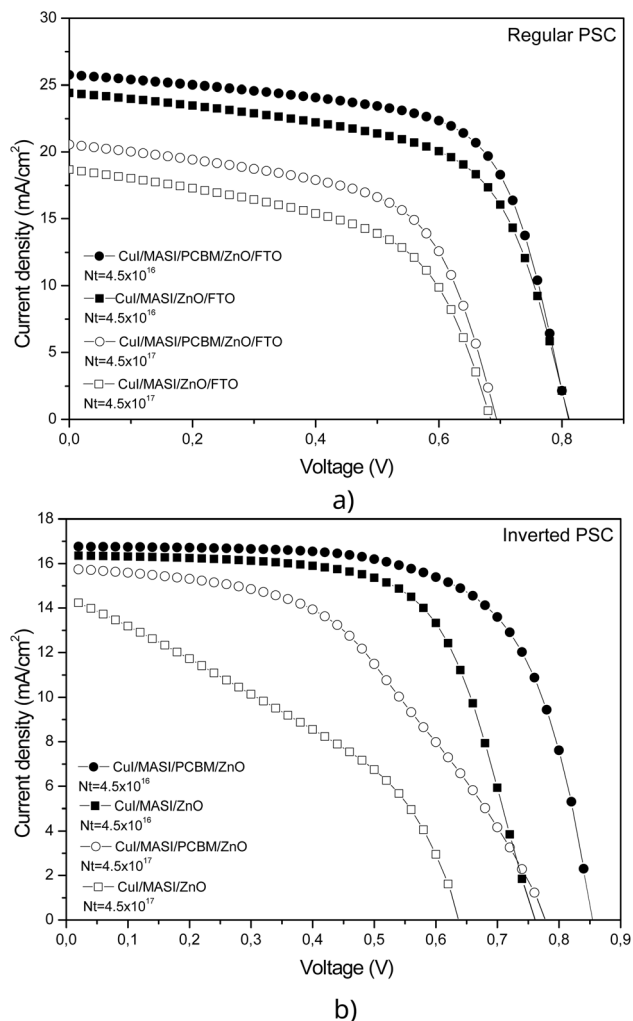 Regular PSC
30
25
20
15
10
5
0
Current density (mA/cm²)
CuI/MASI/PCBM/ZnO/FTO
Nt=4.5x10¹⁶
CuI/MASI/ZnO/FTO
Nt=4.5x10¹⁶
CuI/MASI/PCBM/ZnO/FTO
Nt=4.5x10¹⁷
CuI/MASI/ZnO/FTO
Nt=4.5x10¹⁷
0,0 0,2 0,4 0,6 0,8
Voltage (V)
a)
Inverted PSC
18
16
14
12
10
8
6
4
2
0
Current density (mA/cm²)
CuI/MASI/PCBM/ZnO
Nt=4.5x10¹⁶
CuI/MASI/ZnO
Nt=4.5x10¹⁶
CuI/MASI/PCBM/ZnO
Nt=4.5x10¹⁷
CuI/MASI/ZnO
Nt=4.5x10¹⁷
0,0 0,1 0,2 0,3 0,4 0,5 0,6 0,7 0,8 0,9
Voltage (V)
b)